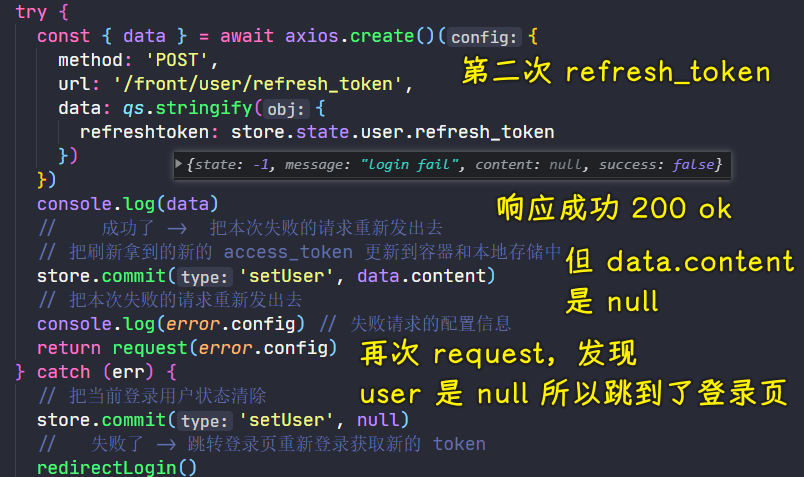 try {
const { data } = await axios.create()(config: {
method: 'POST',
第二次 refresh_token
url: '/front/user/refresh_token',
data: qs.stringify(obj: {
refreshtoken: store.state.user.refresh_token
})
{state: -1, message: "login fail", content: null, success: false}
})
console.log(data)
响应成功 200 ok
// 成功了 -> 把本次失败的请求重新发出去
// 把刷新拿到的新的 access_token 更新到容器和本地存储中
但 data.content
store.commit(type: 'setUser', data.content)
是 null
// 把本次失败的请求重新发出去
console.log(error.config) // 失败请求的配置信息
return request(error.config)
再次 request，发现
} catch (err) {
user 是 null 所以跳到了登录页
// 把当前登录用户状态清除
store.commit(type: 'setUser', null)
// 失败了 -> 跳转登录页重新登录获取新的 token
redirectLogin()